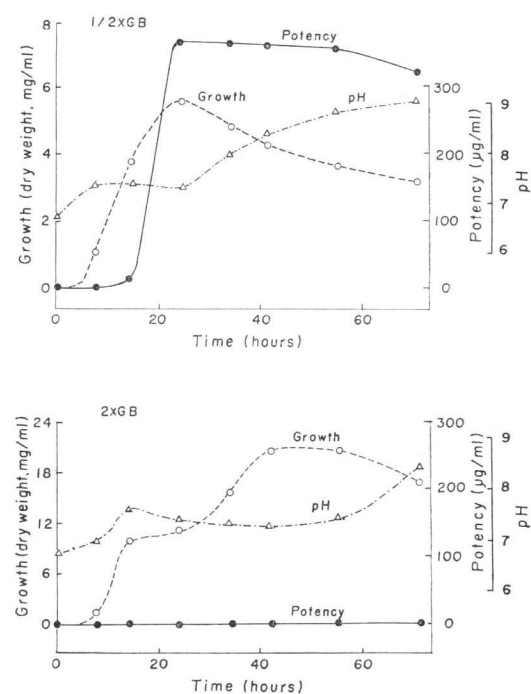 1/2XGB
8
6
4
2
0
Growth (dry weight, mg/ml)
Potency
Growth
pH
300
200
100
0
Potency (μg/ml)
9
8
7
6
pH
0
20
40
60
Time (hours)
2XGB
24
18
12
6
0
Growth (dry weight, mg/ml)
Growth
pH
Potency
300
200
100
0
Potency (μg/ml)
9
8
7
6
pH
0
20
40
60
Time (hours)